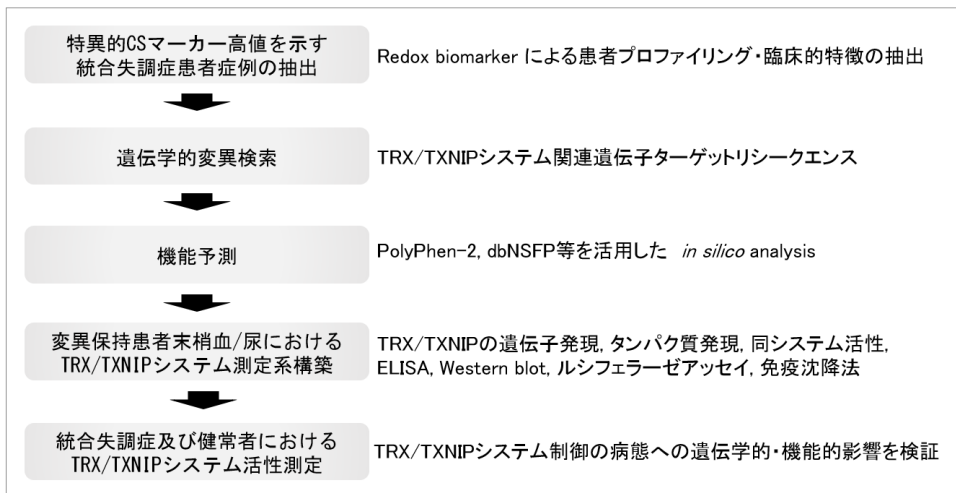 特異的CSマーカー高値を示す
統合失調症患者症例の抽出
Redox biomarker による患者プロファイリング・臨床的特徴の抽出
遺伝学的変異検索
TRX/TXNIPシステム関連遺伝子ターゲットリシークエンス
機能予測
PolyPhen-2, dbNSFP等を活用した in silico analysis
変異保持患者末梢血/尿における
TRX/TXNIPシステム測定系構築
TRX/TXNIPの遺伝子発現, タンパク質発現, 同システム活性,
ELISA, Western blot, ルシフェラーゼアッセイ, 免疫沈降法
統合失調症及び健常者における
TRX/TXNIPシステム活性測定
TRX/TXNIPシステム制御の病態への遺伝学的・機能的影響を検証